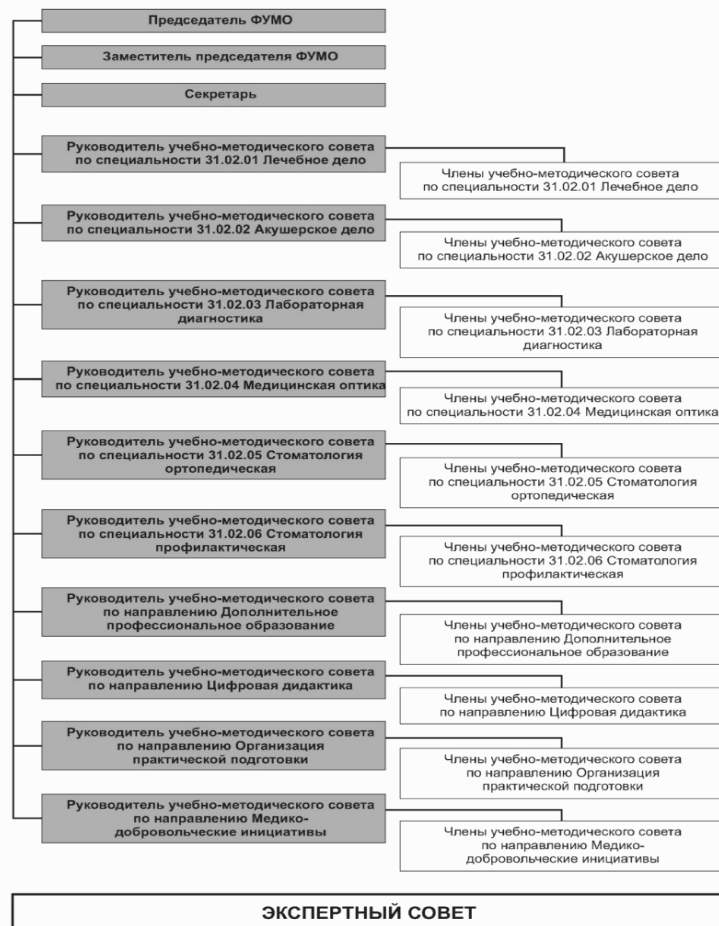 Председатель ФУМО
Заместитель председателя ФУМО
Секретарь
Руководитель учебно-методического совета
по специальности 31.02.01 Лечебное дело
Члены учебно-методического совета
по специальности 31.02.01 Лечебное дело
Руководитель учебно-методического совета
по специальности 31.02.02 Акушерское дело
Члены учебно-методического совета
по специальности 31.02.02 Акушерское дело
Руководитель учебно-методического совета
по специальности 31.02.03 Лабораторная
диагностика
Члены учебно-методического совета
по специальности 31.02.03 Лабораторная
диагностика
Руководитель учебно-методического совета
по специальности 31.02.04 Медицинская оптика
Члены учебно-методического совета
по специальности 31.02.04 Медицинская оптика
Руководитель учебно-методического совета
по специальности 31.02.05 Стоматология
ортопедическая
Члены учебно-методического совета
по специальности 31.02.05 Стоматология
ортопедическая
Руководитель учебно-методического совета
по специальности 31.02.06 Стоматология
профилактическая
Члены учебно-методического совета
по специальности 31.02.06 Стоматология
профилактическая
Руководитель учебно-методического совета
по направлению Дополнительное
профессиональное образование
Члены учебно-методического совета
по направлению Дополнительное
профессиональное образование
Руководитель учебно-методического совета
по направлению Цифровая дидактика
Члены учебно-методического совета
по направлению Цифровая дидактика
Руководитель учебно-методического совета
по направлению Организация
практической подготовки
Члены учебно-методического совета
по направлению Организация
практической подготовки
Руководитель учебно-методического совета
по направлению Медико-
добровольческие инициативы
Члены учебно-методического совета
по направлению Медико-
добровольческие инициативы
ЭКСПЕРТНЫЙ СОВЕТ